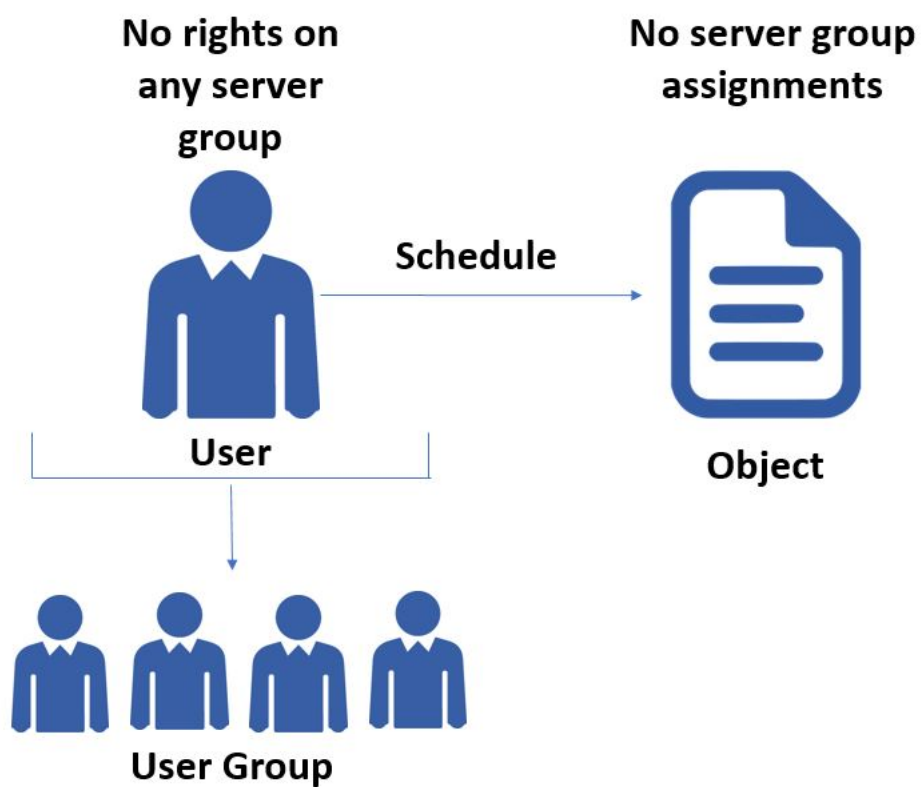 No rights on
any server
group
No server group
assignments
Schedule
User
Object
User Group